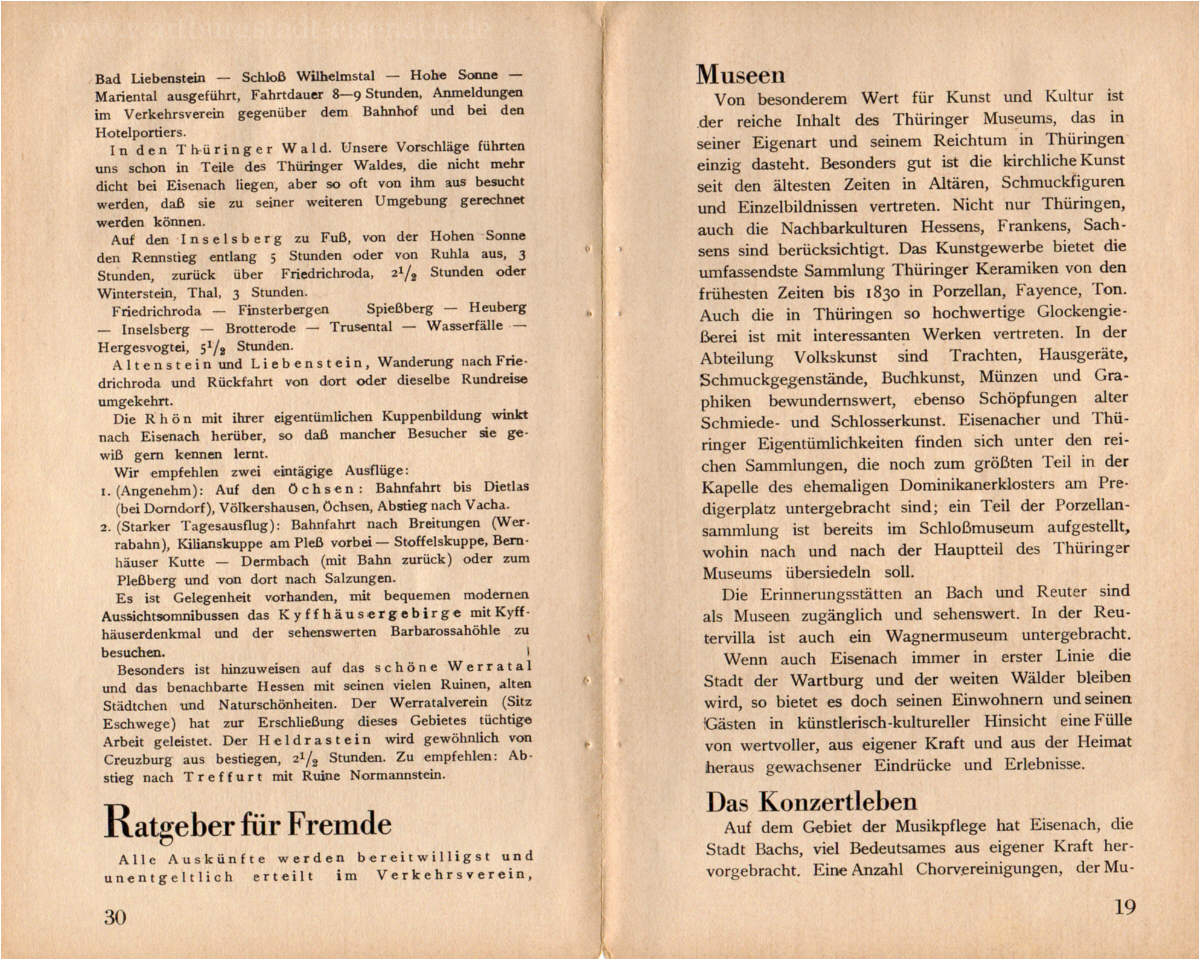 www.wartburgstadt-eisenach.de
Bad Liebenstein — Schloß Wilhelmstal — Hohe Sonne —
Mariental ausgeführt, Fahrtdauer 8—9 Stunden, Anmeldungen
im Verkehrsverein gegenüber dem Bahnhof und bei den
Hotelportiers.
In den Thüringer Wald. Unsere Vorschläge führten
uns schon in Teile des Thüringer Waldes, die nicht mehr
dicht bei Eisenach liegen, aber so oft von ihm aus besucht
werden, daß sie zu seiner weiteren Umgebung gerechnet
werden können.
Auf den Inselsberg zu Fuß, von der Hohen Sonne
den Rennstieg entlang 5 Stunden oder von Ruhla aus, 3
Stunden, zurück über Friedrichroda, 2½ Stunden oder
Winterstein, Thal, 3 Stunden.
Friedrichroda — Finsterbergen Spießberg — Heuberg
— Inselsberg — Brotterode — Trusental — Wasserfälle —
Hergesvogtei, 5½ Stunden.
Altenstein und Liebenstein, Wanderung nach Frie-
drichroda und Rückfahrt von dort oder dieselbe Rundreise
umgekehrt.
Die Rhön mit ihrer eigentümlichen Kuppenbildung winkt
nach Eisenach herüber, so daß mancher Besucher sie ge-
wiß gern kennen lernt.
Wir empfehlen zwei eintägige Ausflüge:
1. (Angenehm): Auf den Öchsen: Bahnfahrt bis Dietlas
(bei Dorndorf), Völkershausen, Öchsen, Abstieg nach Vacha.
2. (Starker Tagesausflug): Bahnfahrt nach Breitungen (Wer-
rabahn), Kilianskuppe am Pleß vorbei — Stoffelskuppe, Bern-
häuser Kutte — Dermbach (mit Bahn zurück) oder zum
Pleßberg und von dort nach Salzungen.
Es ist Gelegenheit vorhanden, mit bequemen modernen
Aussichtsomnibussen das Kyffhäusergebirge mit Kyff-
häuserdenkmal und der sehenswerten Barbarossahöhle zu
besuchen.
Besonders ist hinzuweisen auf das schöne Werratal
und das benachbarte Hessen mit seinen vielen Ruinen, alten
Städtchen und Naturschönheiten. Der Werratalverein (Sitz
Eschwege) hat zur Erschließung dieses Gebietes tüchtige
Arbeit geleistet. Der Heldrastein wird gewöhnlich von
Creuzburg aus bestiegen, 2½ Stunden. Zu empfehlen: Ab-
stieg nach Treffurt mit Ruine Normannstein.
Ratgeber für Fremde
Alle Auskünfte werden bereitwilligst und
unentgeltlich erteilt im Verkehrsverein,
30
Museen
Von besonderem Wert für Kunst und Kultur ist
der reiche Inhalt des Thüringer Museums, das in
seiner Eigenart und seinem Reichtum in Thüringen
einzig dasteht. Besonders gut ist die kirchliche Kunst
seit den ältesten Zeiten in Altären, Schmuckfiguren
und Einzelbildnissen vertreten. Nicht nur Thüringen,
auch die Nachbarkulturen Hessens, Frankens, Sach-
sens sind berücksichtigt. Das Kunstgewerbe bietet die
umfassendste Sammlung Thüringer Keramiken von den
frühesten Zeiten bis 1830 in Porzellan, Fayence, Ton.
Auch die in Thüringen so hochwertige Glockengie-
ßerei ist mit interessanten Werken vertreten. In der
Abteilung Volkskunst sind Trachten, Hausgeräte,
Schmuckgegenstände, Buchkunst, Münzen und Gra-
phiken bewundernswert, ebenso Schöpfungen alter
Schmiede- und Schlosserkunst. Eisenacher und Thü-
ringer Eigentümlichkeiten finden sich unter den rei-
chen Sammlungen, die noch zum größten Teil in der
Kapelle des ehemaligen Dominikanerklosters am Pre-
digerplatz untergebracht sind; ein Teil der Porzellan-
sammlung ist bereits im Schloßmuseum aufgestellt,
wohin nach und nach der Hauptteil des Thüringer
Museums übersiedeln soll.
Die Erinnerungsstätten an Bach und Reuter sind
als Museen zugänglich und sehenswert. In der Reu-
tervilla ist auch ein Wagnermuseum untergebracht.
Wenn auch Eisenach immer in erster Linie die
Stadt der Wartburg und der weiten Wälder bleiben
wird, so bietet es doch seinen Einwohnern und seinen
Gästen in künstlerisch-kultureller Hinsicht eine Fülle
von wertvoller, aus eigener Kraft und aus der Heimat
heraus gewachsener Eindrücke und Erlebnisse.
Das Konzertleben
Auf dem Gebiet der Musikpflege hat Eisenach, die
Stadt Bachs, viel Bedeutsames aus eigener Kraft her-
vorgebracht. Eine Anzahl Chorvereinigungen, der Mu-
19